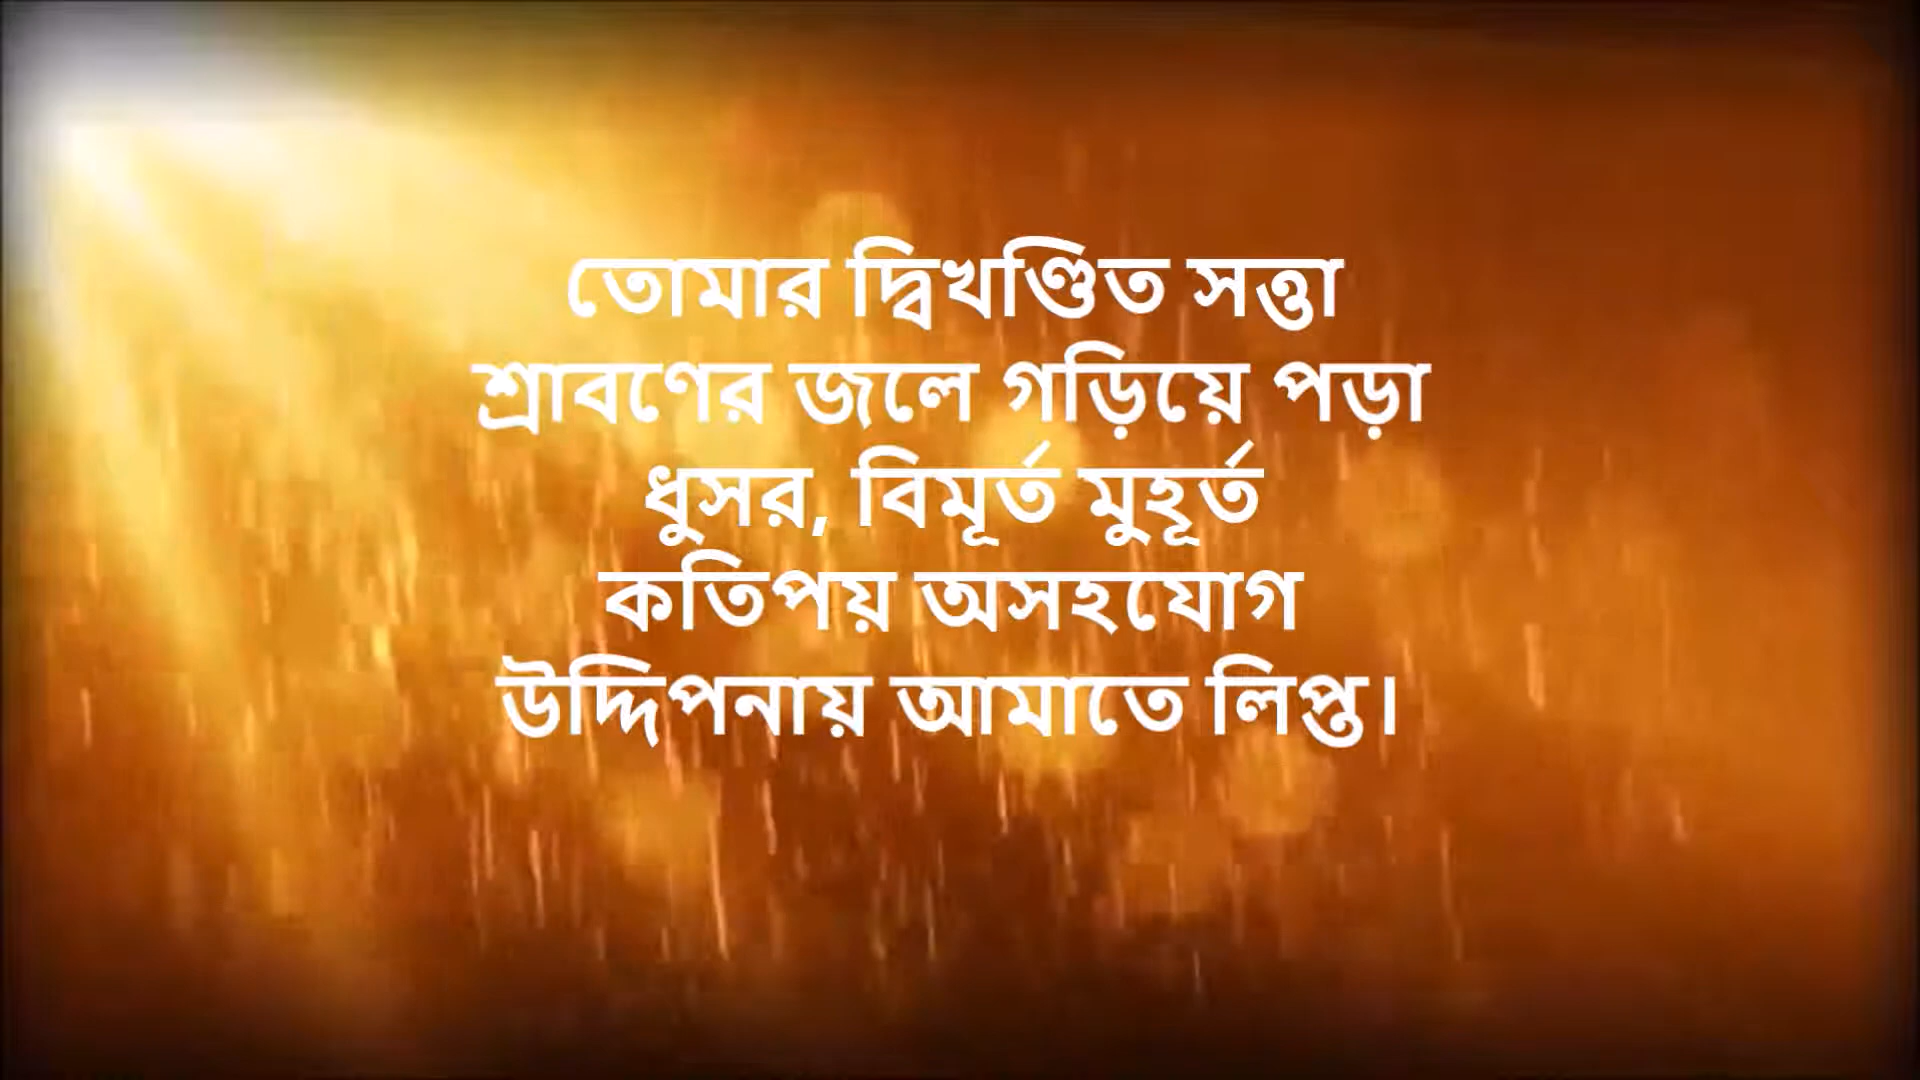 তোমার দ্বিখণ্ডিত সত্তা
শ্রাবণের জলে গড়িয়ে পড়া
ধুসর, বিমূর্ত মুহূর্ত
কতিপয় অসহযোগ
উদ্দিপনায় আমাতে লিপ্ত।